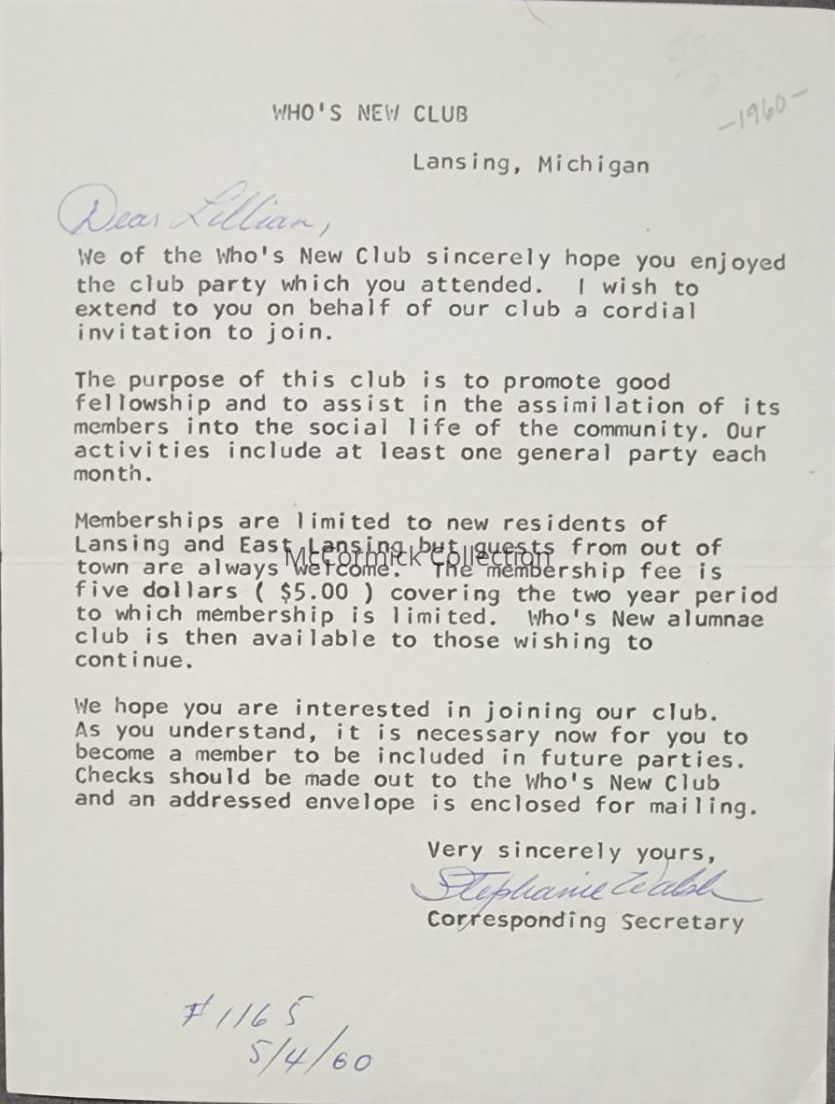 -1960-
WHO'S NEW CLUB
Lansing, Michigan
Dear Lillian,
We of the Who's New Club sincerely hope you enjoyed
the club party which you attended. I wish to
extend to you on behalf of our club a cordial
invitation to join.
The purpose of this club is to promote good
fellowship and to assist in the assimilation of its
members into the social life of the community. Our
activities include at least one general party each
month.
Memberships are limited to new residents of
Lansing and East Lansing but guests from out of
McCormick Collection
town are always welcome. The membership fee is
five dollars ( $5.00 ) covering the two year period
to which membership is limited. Who's New alumnae
club is then available to those wishing to
continue.
We hope you are interested in joining our club.
As you understand, it is necessary now for you to
become a member to be included in future parties.
Checks should be made out to the Who's New Club
and an addressed envelope is enclosed for mailing.
Very sincerely yours,
Stephanie Walsh
Corresponding Secretary
#1165
5/4/60